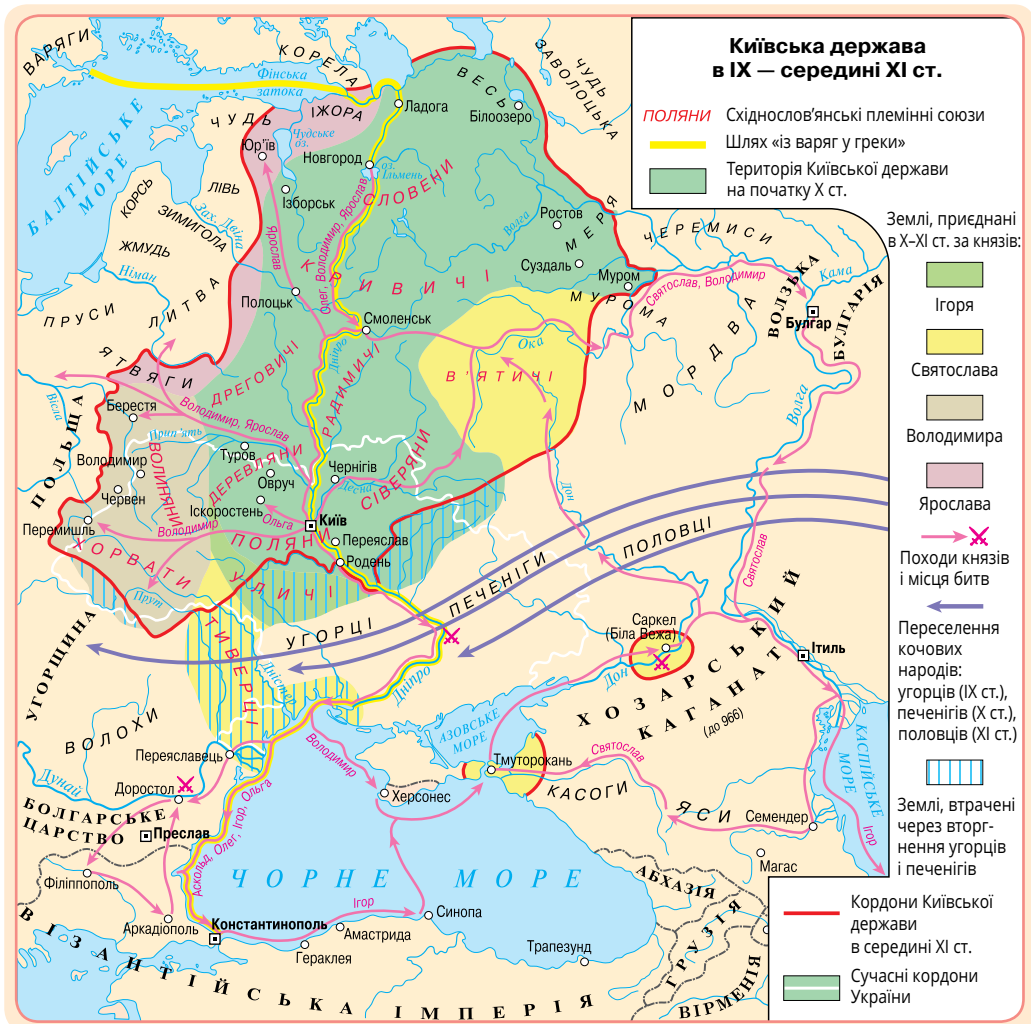 Київська держава
в IX — середині XI ст.
ПОЛЯНИ Східнослов'янські племінні союзи
Шлях «із варяг у греки»
Територія Київської держави
на початку X ст.
Землі, приєднані
в X–XI ст. за князів:
Ігоря
Святослава
Володимира
Ярослава
Походи князів
і місця битв
Переселення
кочових
народів:
угорців (IX ст.),
печенігів (X ст.),
половців (XI ст.)
Землі, втрачені
через вторг-
нення угорців
і печенігів
Кордони Київської
держави
в середині XI ст.
Сучасні кордони
України
ВАРЯГИ
КОРЕЛА
Фінська
затока
ВЕСЬ
ЧУДЬ
ЗАВОЛОЦЬКА
Ладога
Білоозеро
БАЛТІЙСЬКЕ
МОРЕ
ЧУДЬ
ІЖОРА
Чудське
оз.
Юр'їв
Новгород
оз.
Ільмень
СЛОВЕНИ
Ізборськ
КОРСЬ
ЛІВЬ
ЗИМИГОЛА
Зах. Двіна
ЖМУДЬ
Німан
ЛИТВА
ПРУСИ
ЯТВЯГИ
Ярослав
Олег, Володимир, Ярослав
Волга
Ростов
МЕРЯ
Суздаль
ЧЕРЕМИСИ
Муром
МУРОМА
Святослав, Володимир
ВОЛЗЬКА
БУЛГАРІЯ
Кама
Булгар
КРИВИЧІ
Полоцьк
Смоленськ
Дніпро
Ока
В'ЯТИЧІ
МОРДВА
Волга
ДРЕГОВИЧІ
РАДИМИЧІ
Вісла
ПОЛЬЩА
Берестя
Володимир, Ярослав
Прип'ять
Туров
ДЕРЕВЛЯНИ
Овруч
Чернігів
Десна
СІВЕРЯНИ
Володимир
ВОЛИНЯНИ
Червен
Іскоростень
Ольга
Київ
Перемишль
Володимир
ПОЛЯНИ
Переяслав
Родень
ХОРВАТИ
УЛИЧІ
Прут
ТИВЕРЦІ
Дністер
УГОРЩИНА
УГОРЦІ
ПЕЧЕНІГИ
ПОЛОВЦІ
Дон
Святослав
Дніпро
Саркел
(Біла Вежа)
Дон
Ітиль
ХОЗАРСЬКИЙ
КАГАНАТ
(до 966)
ВОЛОХИ
Переяславець
Дунай
Доростол
БОЛГАРСЬКЕ
ЦАРСТВО
Преслав
Володимир
АЗОВСЬКЕ
МОРЕ
Тмуторокань
Святослав
Херсонес
КАСОГИ
ЯСИ
Семендер
КАСПІЙСЬКЕ
МОРЕ
Ігор
Магас
Аскольд, Олег, Ігор, Ольга
Філіппополь
ЧОРНЕ МОРЕ
АБХАЗІЯ
ГРУЗІЯ
ВІРМЕНІЯ
Аркадіополь
Константинополь
Ігор
Синопа
Амастрида
Гераклея
Трапезунд
ВІЗАНТІЙСЬКА ІМПЕРІЯ